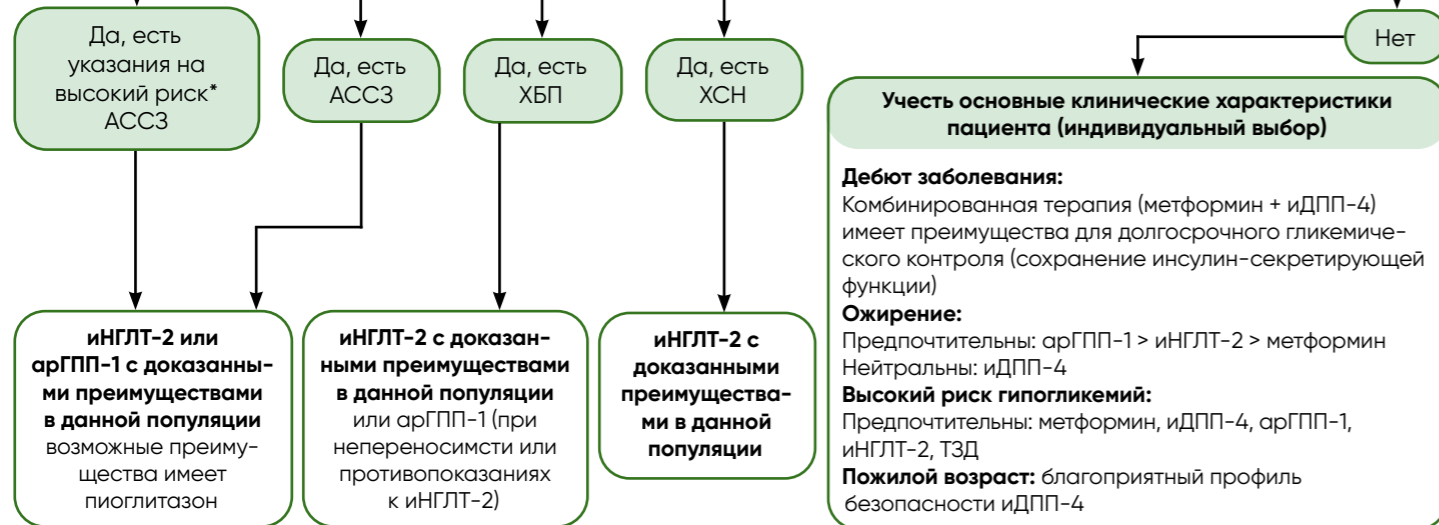 Да, есть
указания на
высокий риск*
АССЗ
Да, есть
АССЗ
Да, есть
ХБП
Да, есть
ХСН
Нет
иНГЛТ-2 или
арГПП-1 с доказанны-
ми преимуществами
в данной популяции
возможные преиму-
щества имеет
пиоглитазон
иНГЛТ-2 с доказан-
ными преимуществами
в данной популяции
или арГПП-1 (при
непереносимсти или
противопоказаниях
к иНГЛТ-2)
иНГЛТ-2 с
доказанными
преимущества-
ми в данной
популяции
Учесть основные клинические характеристики
пациента (индивидуальный выбор)
Дебют заболевания:
Комбинированная терапия (метформин + иДПП-4)
имеет преимущества для долгосрочного гликемиче-
ского контроля (сохранение инсулин-секретирующей
функции)
Ожирение:
Предпочтительны: арГПП-1 > иНГЛТ-2 > метформин
Нейтральны: иДПП-4
Высокий риск гипогликемий:
Предпочтительны: метформин, иДПП-4, арГПП-1,
иНГЛТ-2, ТЗД
Пожилой возраст: благоприятный профиль
безопасности иДПП-4